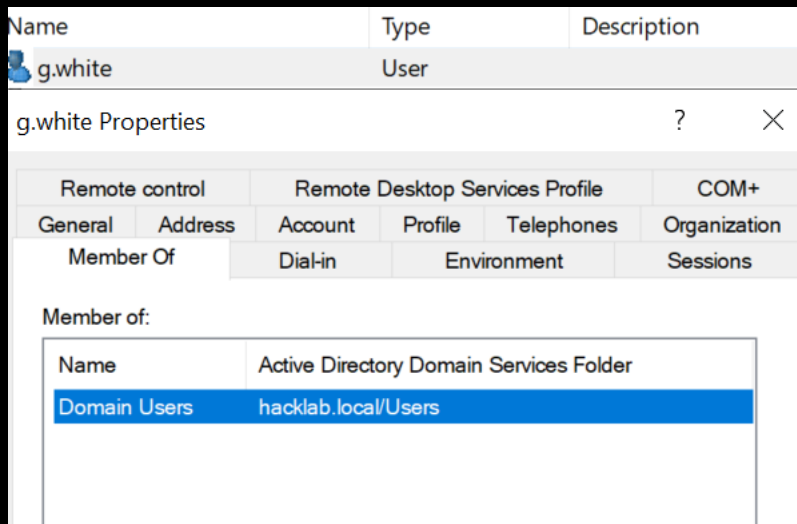 Name Type Description
g.white User
g.white Properties ? ×
Remote control Remote Desktop Services Profile COM+
General Address Account Profile Telephones Organization
Member Of Dial-in Environment Sessions
Member of:
Name Active Directory Domain Services Folder
Domain Users hacklab.local/Users